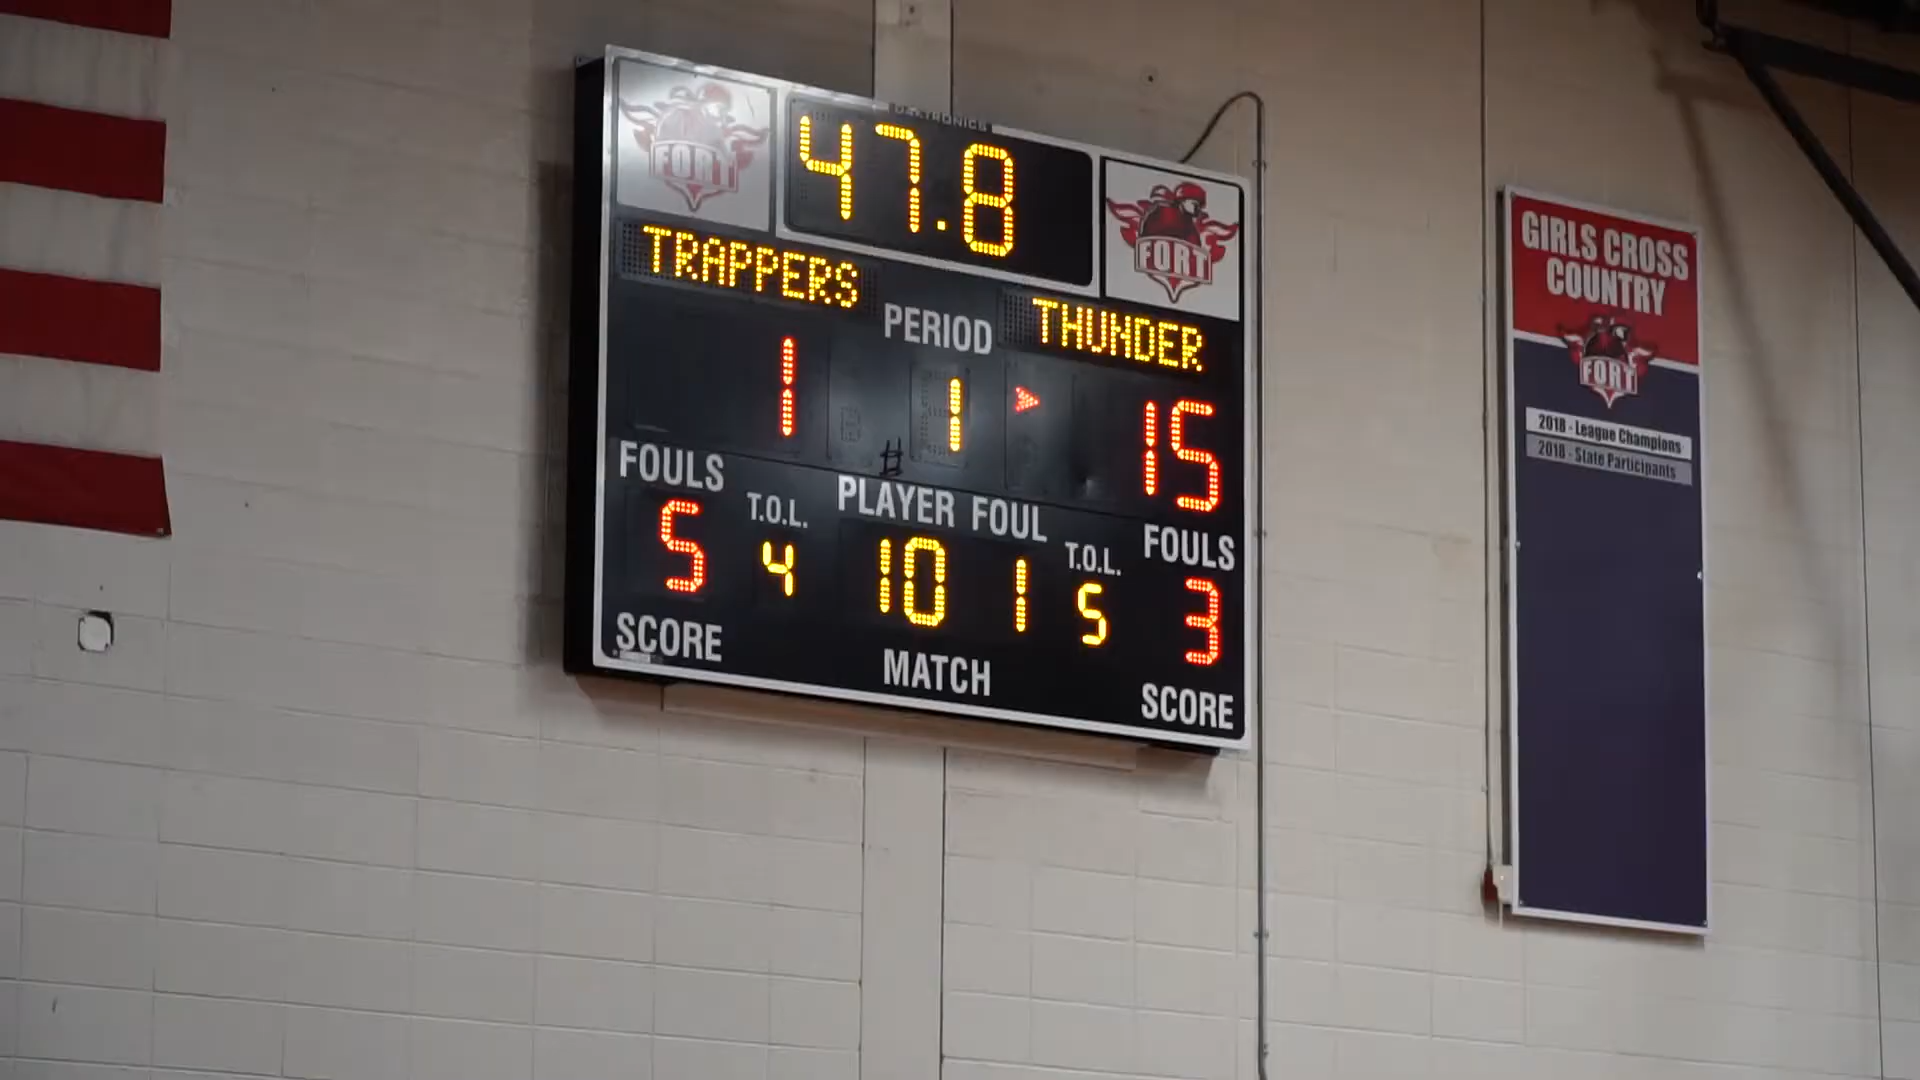 DAKTRONICS
FORT
47.8
FORT
TRAPPERS
PERIOD
THUNDER
1
1
15
#
FOULS
T.O.L.
PLAYER FOUL
T.O.L.
FOULS
5
4
10
1
5
3
SCORE
MATCH
SCORE
GIRLS CROSS
COUNTRY
FORT
2018 - League Champions
2018 - State Participants